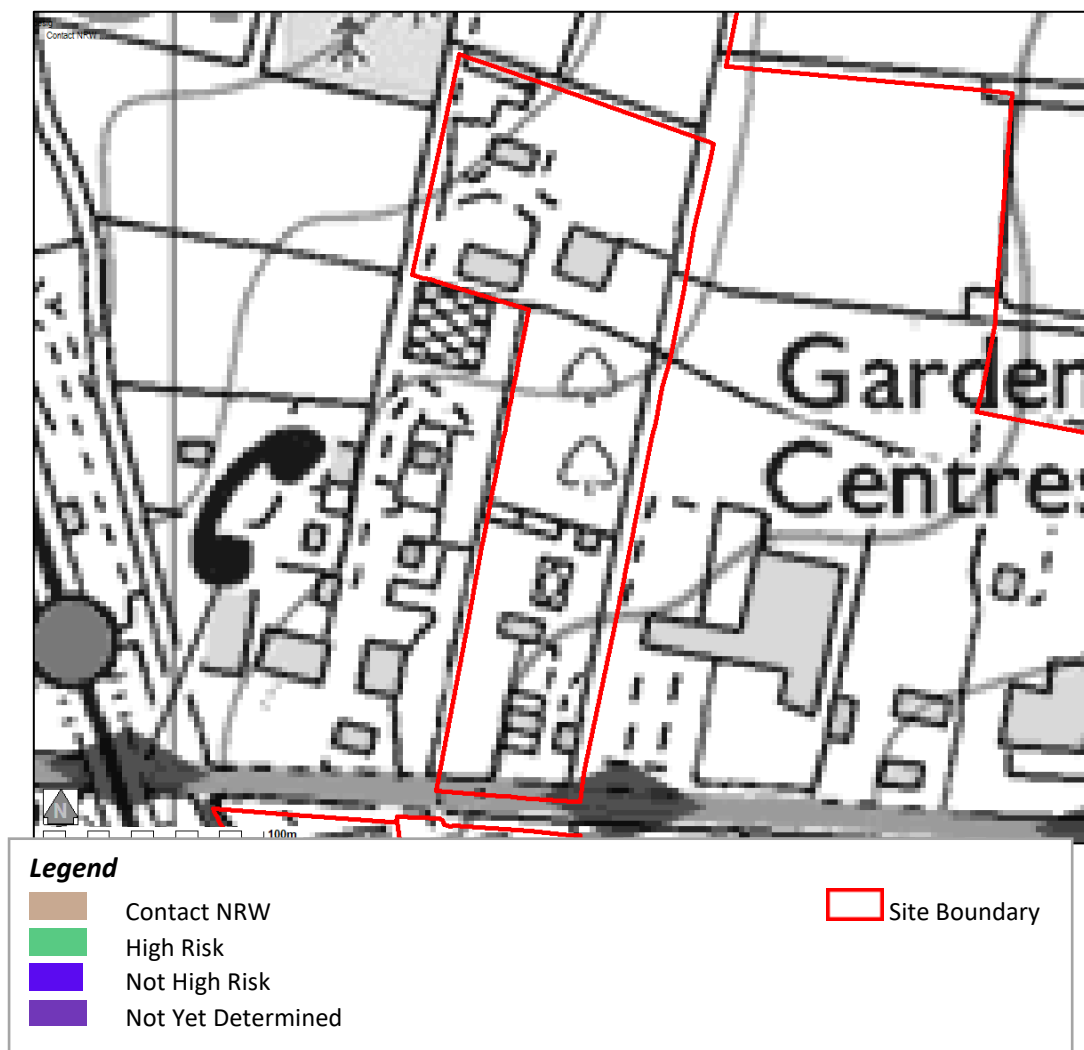 Contact NRW
Garden
Centres
N
100m
Legend
Contact NRW
High Risk
Not High Risk
Not Yet Determined
Site Boundary